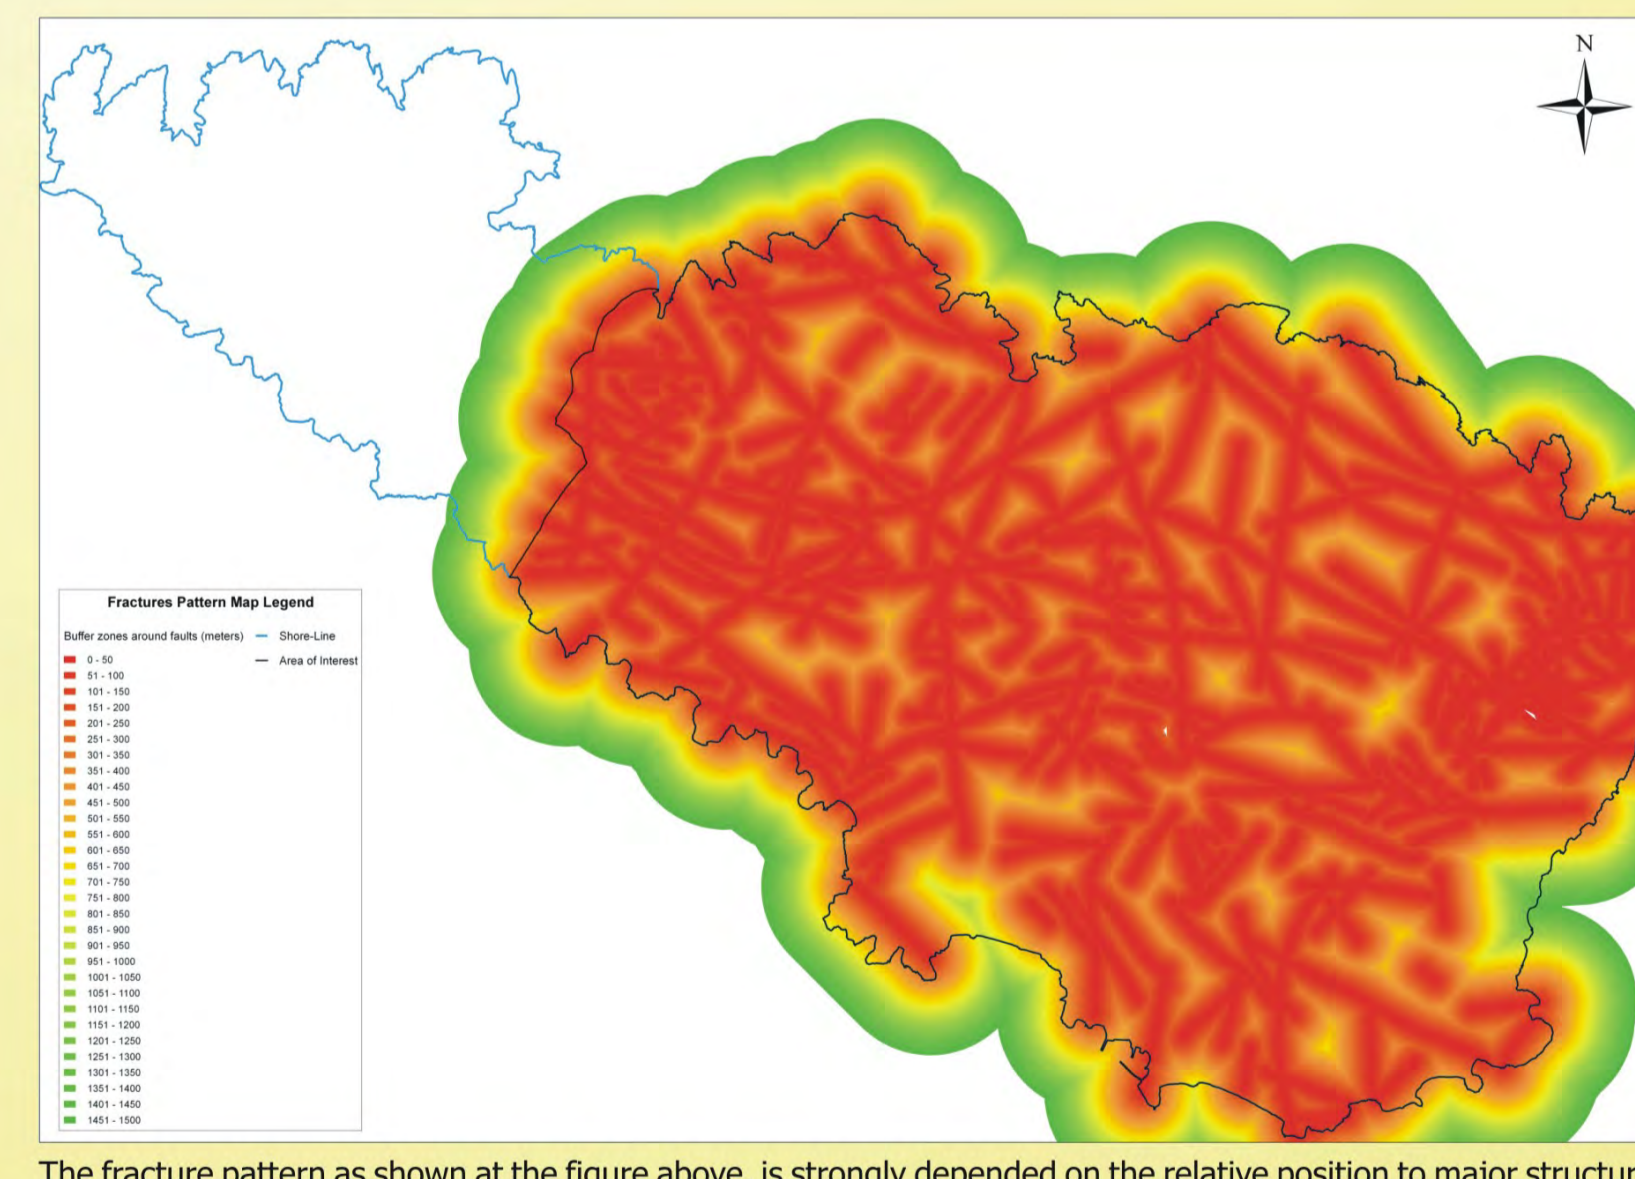 N
Fractures Pattern Map Legend
Buffer zones around faults (meters)
Shore-Line
Area of Interest
0 - 50
51 - 100
101 - 150
151 - 200
201 - 250
251 - 300
301 - 350
351 - 400
401 - 450
451 - 500
501 - 550
551 - 600
601 - 650
651 - 700
701 - 750
751 - 800
801 - 850
851 - 900
901 - 950
951 - 1000
1001 - 1050
1051 - 1100
1101 - 1150
1151 - 1200
1201 - 1250
1251 - 1300
1301 - 1350
1351 - 1400
1401 - 1450
1451 - 1500
The fracture pattern as shown at the figure above, is strongly depended on the relative position to major structur